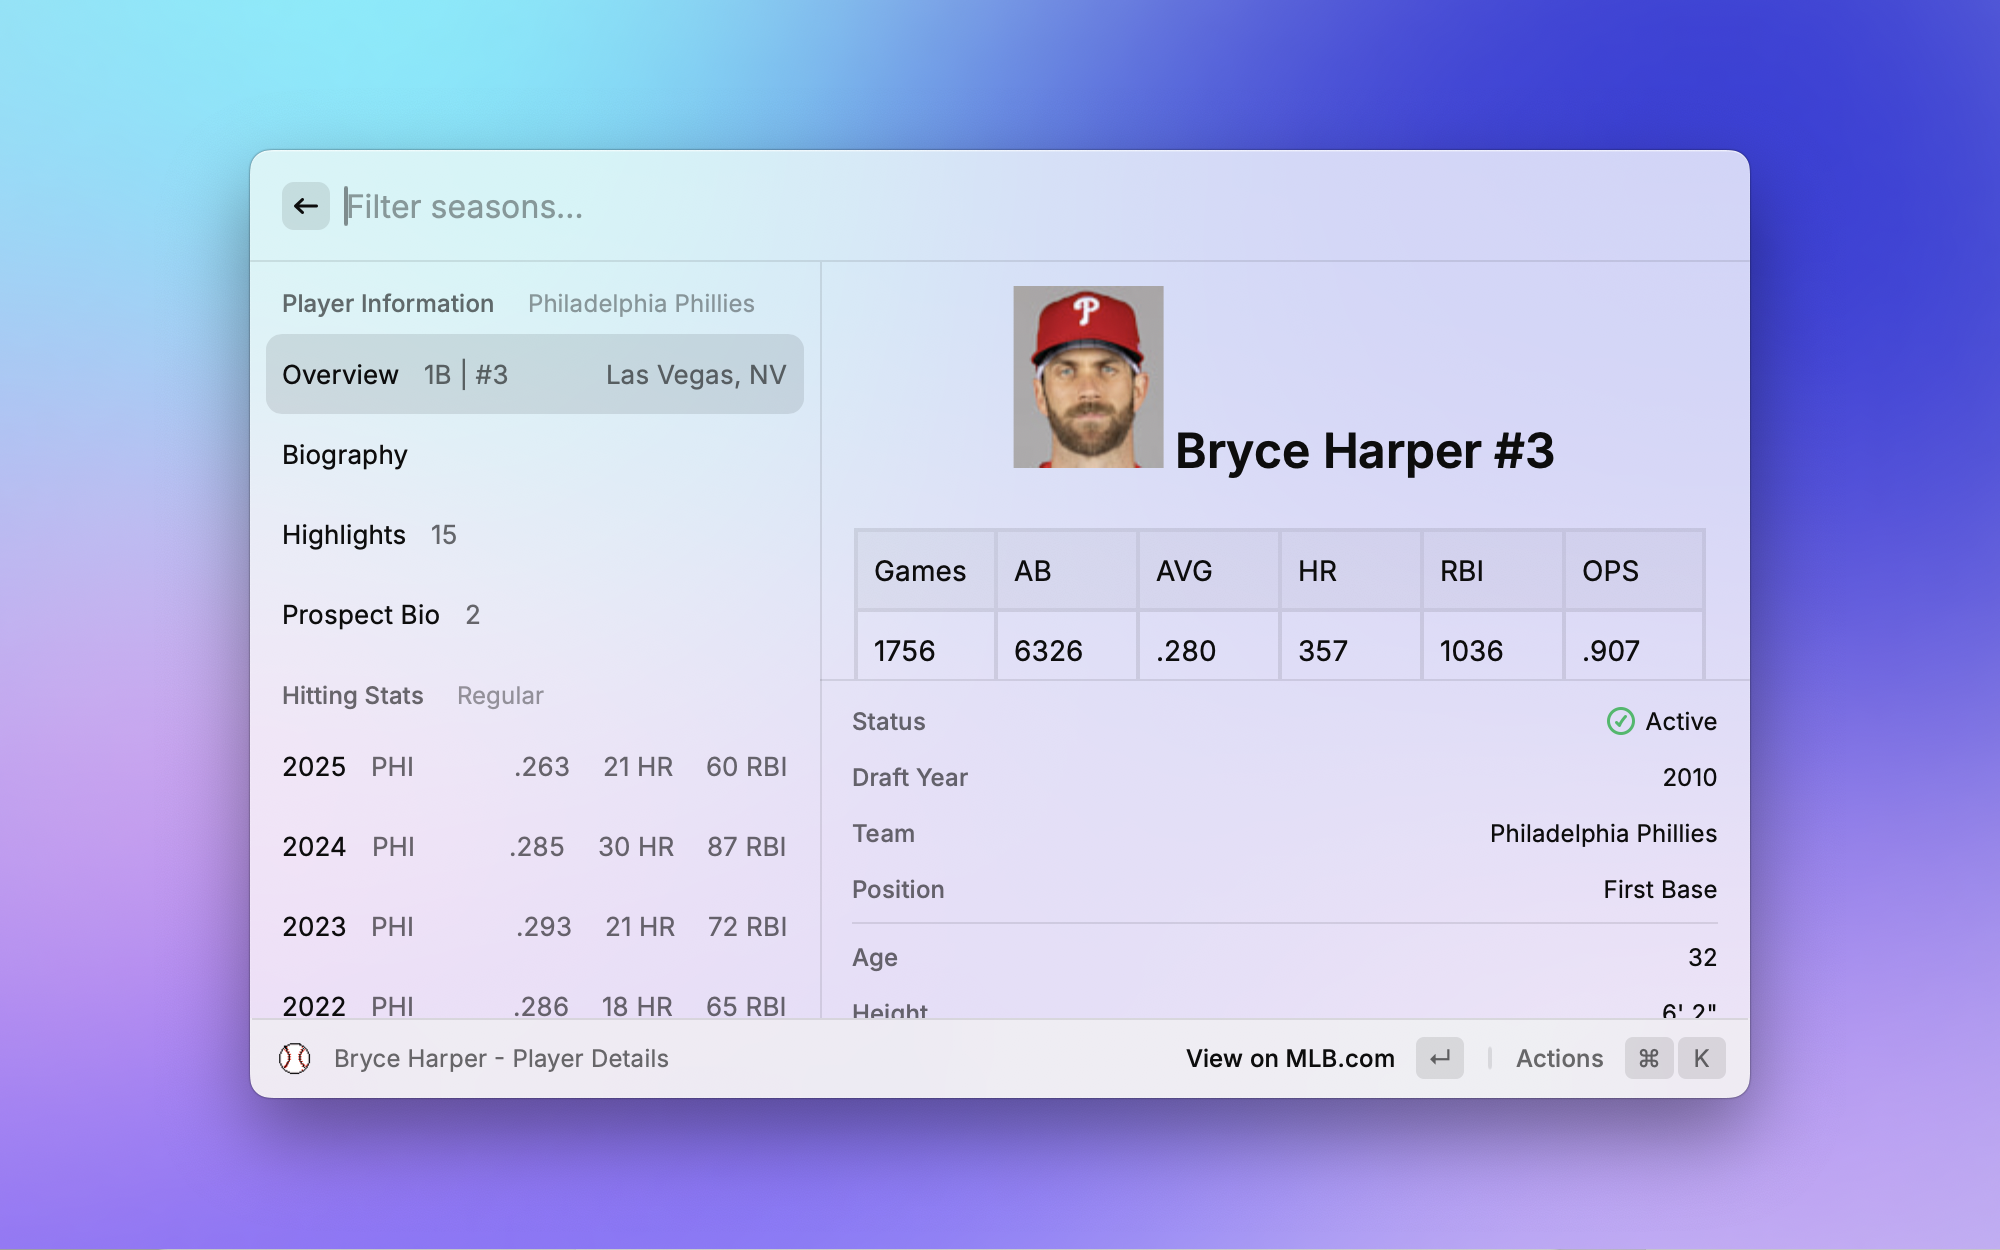 Filter seasons...
Player Information Philadelphia Phillies
Overview 1B | #3 Las Vegas, NV
Biography
Highlights 15
Prospect Bio 2
Hitting Stats Regular
2025 PHI .263 21 HR 60 RBI
2024 PHI .285 30 HR 87 RBI
2023 PHI .293 21 HR 72 RBI
2022 PHI .286 18 HR 65 RBI
P
Bryce Harper #3
Games AB AVG HR RBI OPS
1756 6326 .280 357 1036 .907
Status Active
Draft Year 2010
Team Philadelphia Phillies
Position First Base
Age 32
Height 6' 2"
Bryce Harper - Player Details
View on MLB.com ↵ | Actions ⌘ K